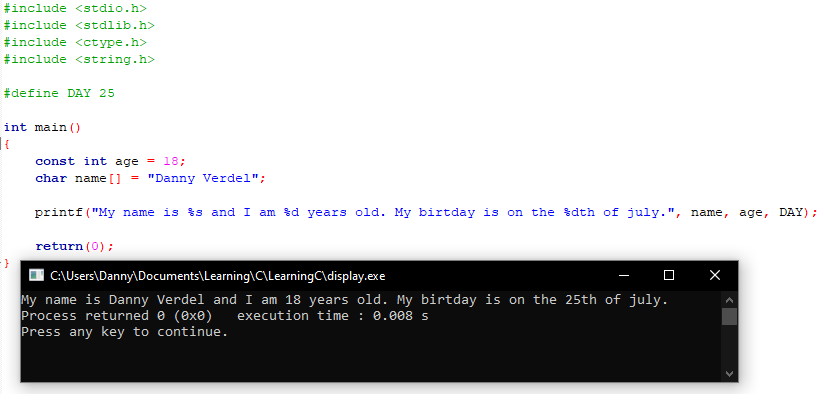 #include <stdio.h>
#include <stdlib.h>
#include <ctype.h>
#include <string.h>
#define DAY 25
int main()
{
const int age = 18;
char name[] = "Danny Verdel";
printf("My name is %s and I am %d years old. My birtday is on the %dth of july.", name, age, DAY);
return(0);
}
C:\Users\Danny\Documents\Learning\C\LearningC\display.exe
My name is Danny Verdel and I am 18 years old. My birtday is on the 25th of july.
Process returned 0 (0x0)   execution time : 0.008 s
Press any key to continue.